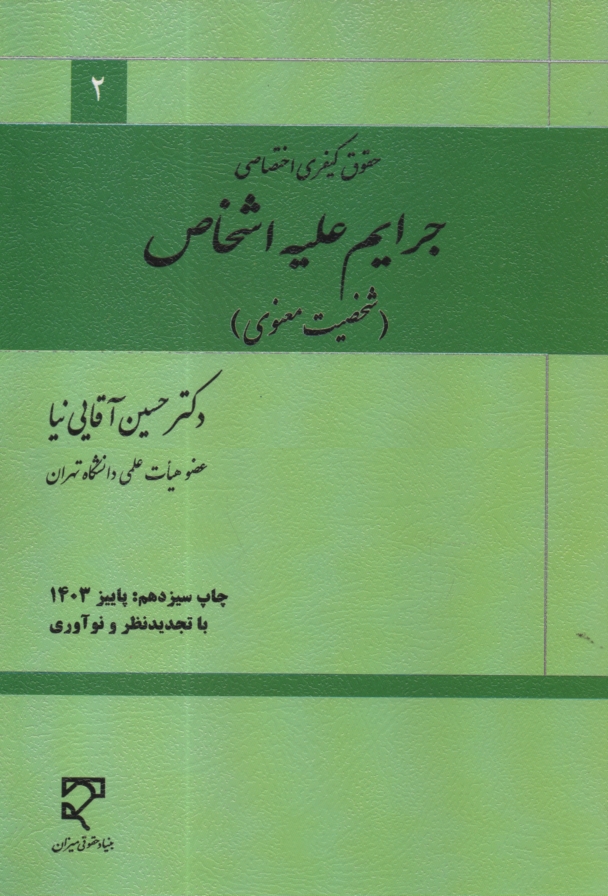 ۲
حقوق کیفری اختصاصی
جرایم علیه اشخاص
(شخصیت معنوی)
دکتر حسین آقایی نیا
عضو هیأت علمی دانشگاه تهران
چاپ سیزدهم: پاییز ۱۴۰۳
با تجدیدنظر و نوآوری
بنیاد حقوقی میزان